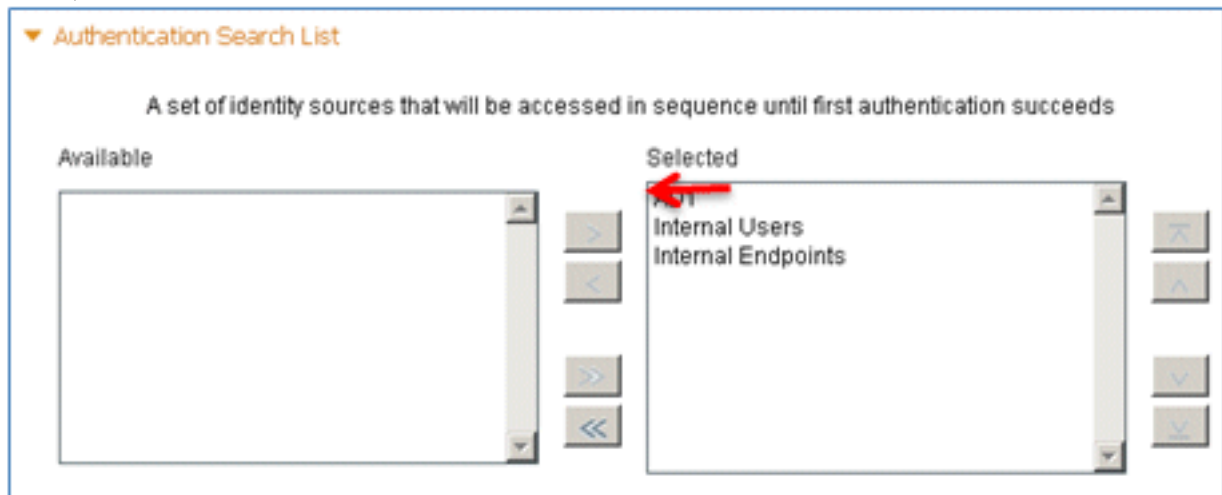 Authentication Search List
A set of identity sources that will be accessed in sequence until first authentication succeeds
Available
Selected
Internal Users
Internal Endpoints